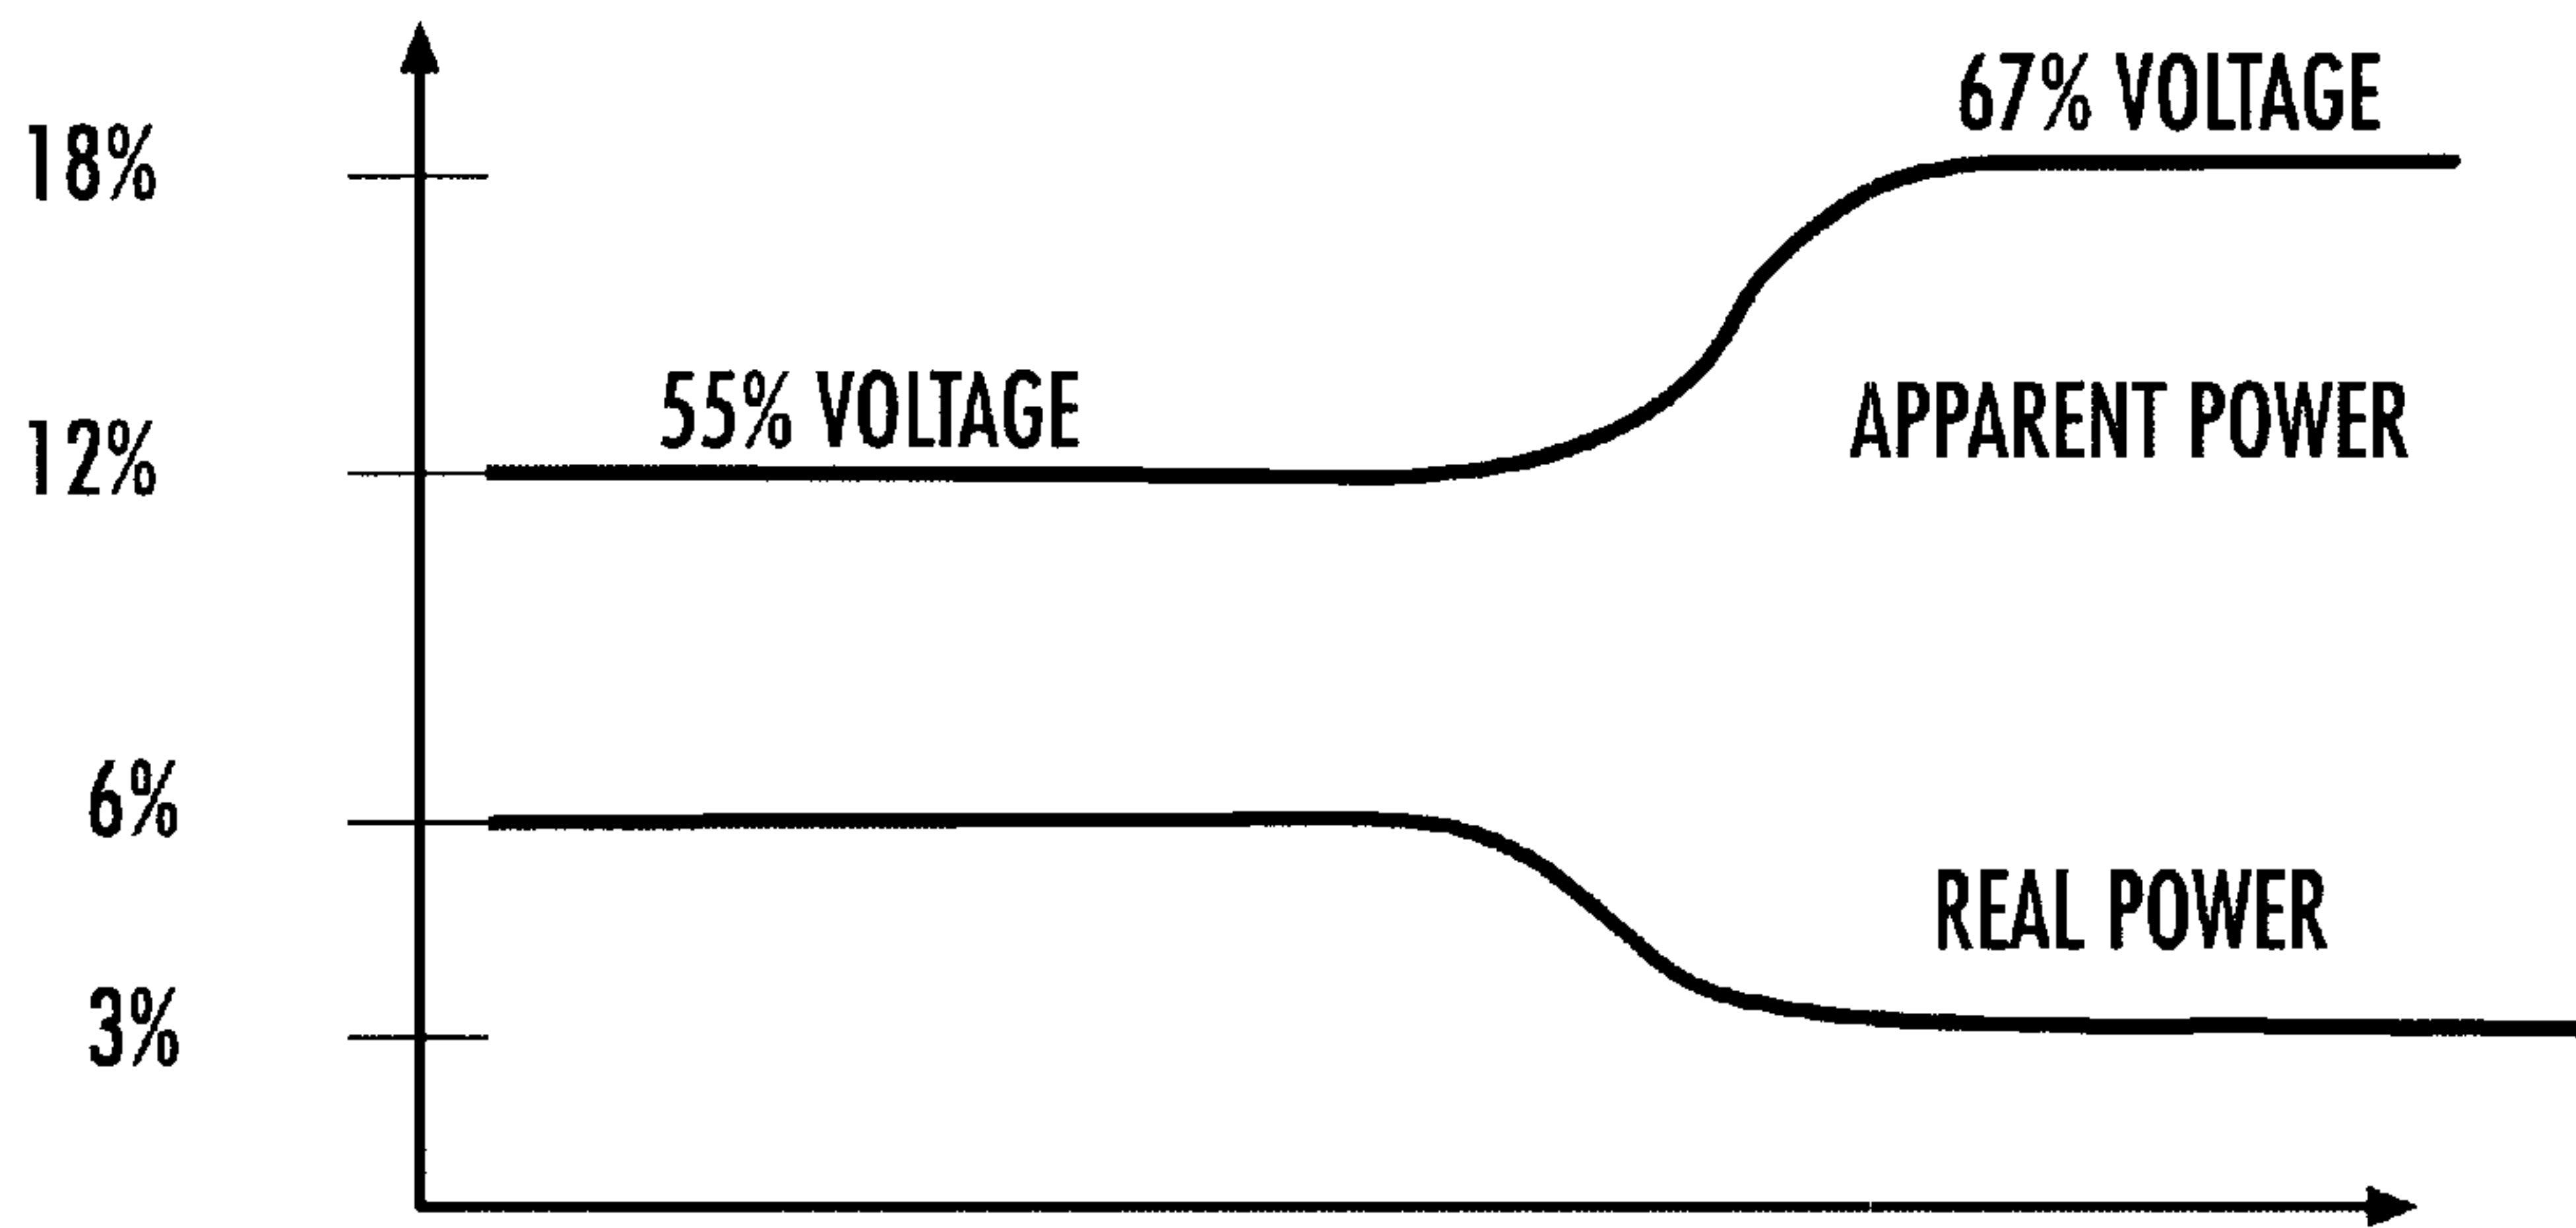 67% VOLTAGE
18%
55% VOLTAGE
APPARENT POWER
12%
6%
REAL POWER
3%